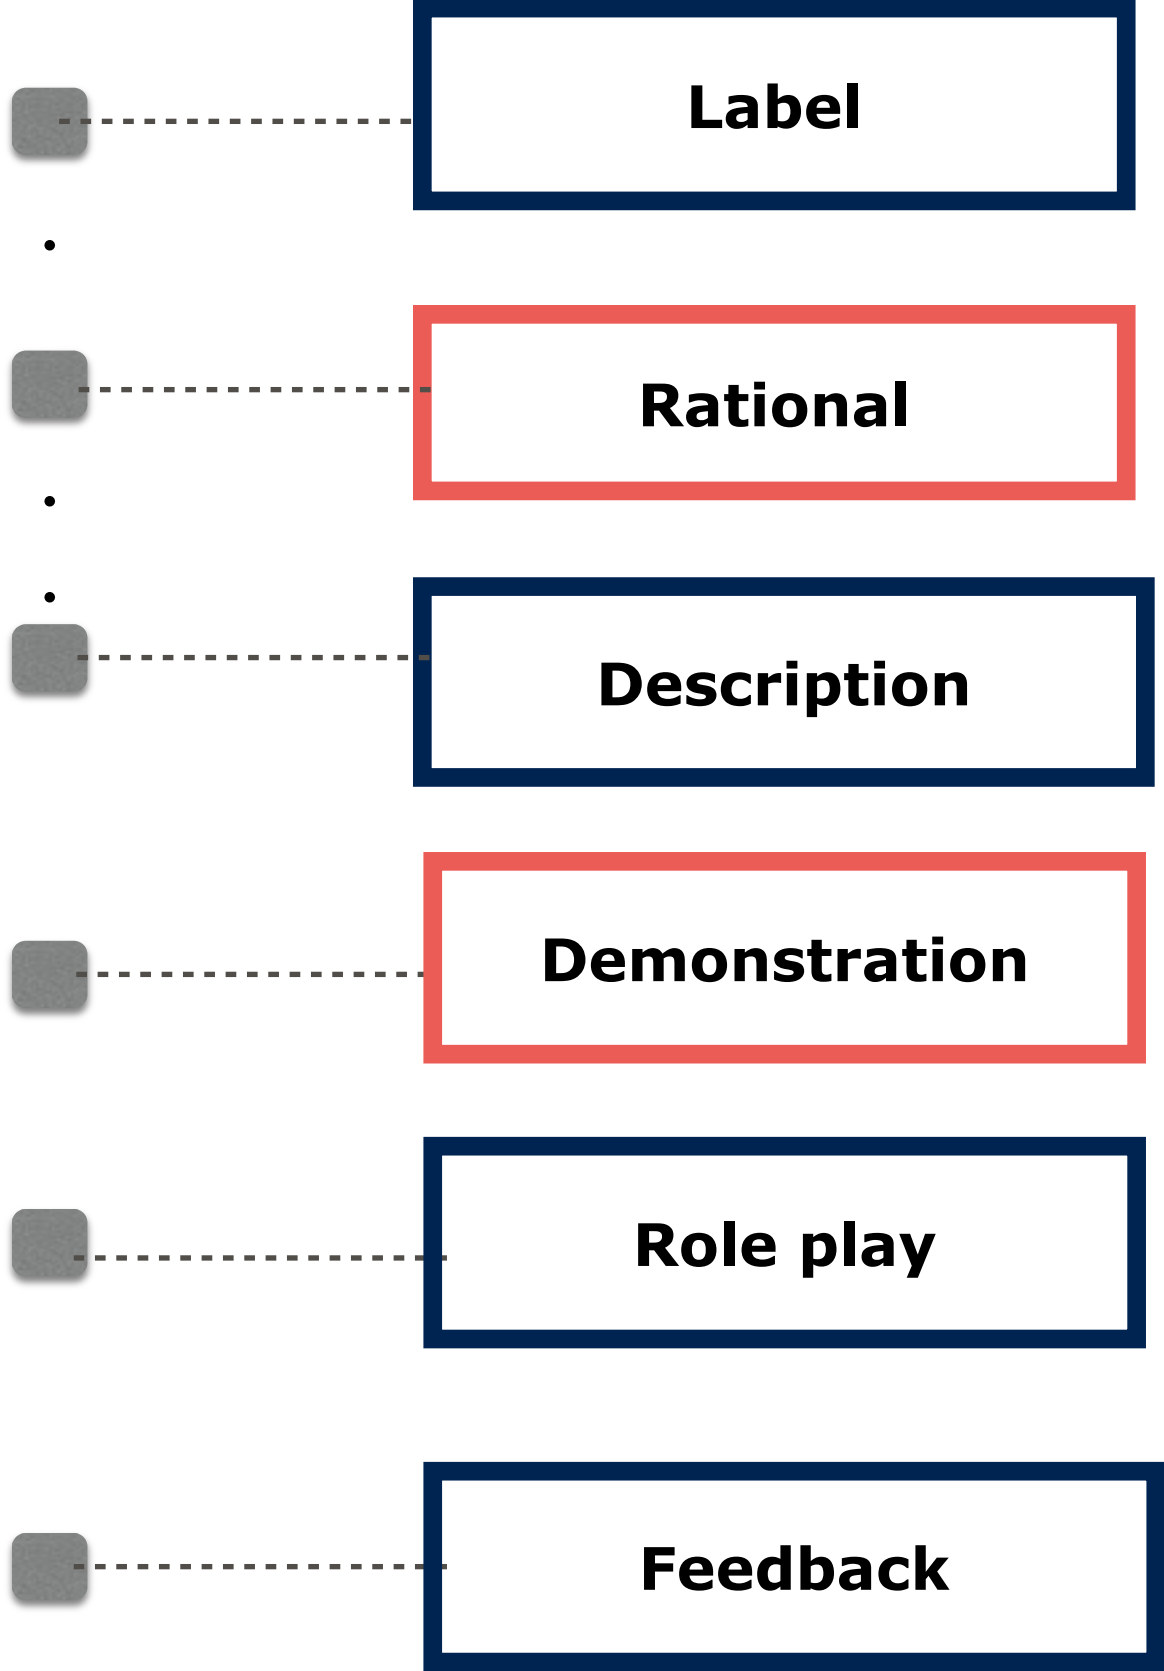 Label
Rational
Description
Demonstration
Role play
Feedback